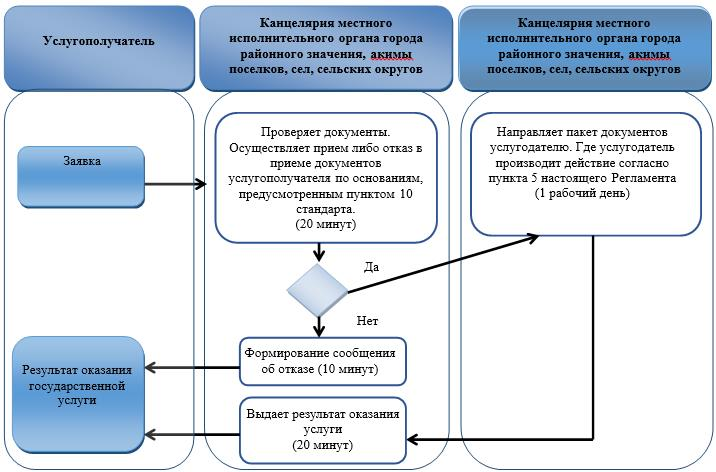 Услугополучатель
Канцелярия местного
исполнительного органа города
районного значения, акимы
поселков, сел, сельских округов
Канцелярия местного
исполнительного органа города
районного значения, акимы
поселков, сел, сельских округов
Заявка
Проверяет документы.
Осуществляет прием либо отказ в
приеме документов
услугополучателя по основаниям,
предусмотренным пунктом 10
стандарта.
(20 минут)
Направляет пакет документов
услугодателю. Где услугодатель
производит действие согласно
пункта 5 настоящего Регламента
(1 рабочий день)
Да
Нет
Формирование сообщения
об отказе (10 минут)
Результат оказания
государственной
услуги
Выдает результат оказания
услуги
(20 минут)